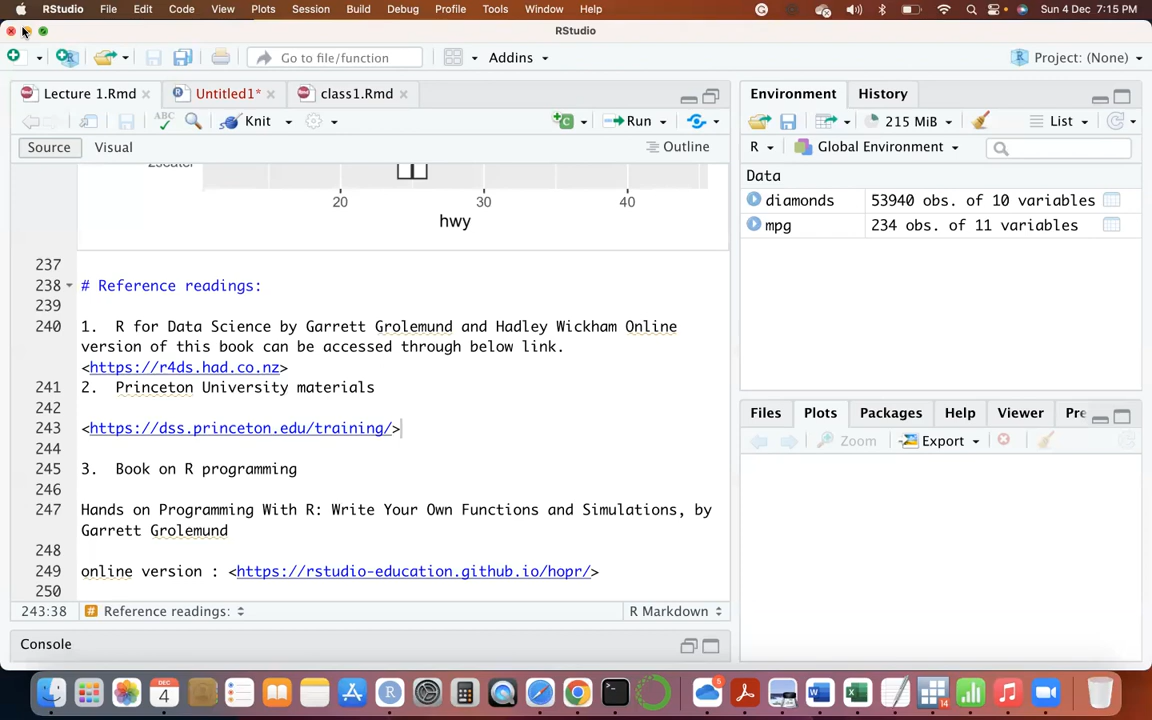 RStudio File Edit Code View Plots Session Build Debug Profile Tools Window Help Sun 4 Dec 7:15 PM
RStudio
Go to file/function Addins Project: (None)
Lecture 1.Rmd Untitled1* class1.Rmd
Knit Run
Source Visual Outline
2seater
20 30 40
hwy
237
238 # Reference readings:
239
240 1. R for Data Science by Garrett Grolemund and Hadley Wickham Online
version of this book can be accessed through below link.
<https://r4ds.had.co.nz>
241 2. Princeton University materials
242
243 <https://dss.princeton.edu/training/>
244
245 3. Book on R programming
246
247 Hands on Programming With R: Write Your Own Functions and Simulations, by
Garrett Grolemund
248
249 online version : <https://rstudio-education.github.io/hopr/>
250
243:38 # Reference readings: R Markdown
Console
Environment History
215 MiB List
R Global Environment
Data
diamonds 53940 obs. of 10 variables
mpg 234 obs. of 11 variables
Files Plots Packages Help Viewer Pre
Zoom Export
DEC
4
R
6
14